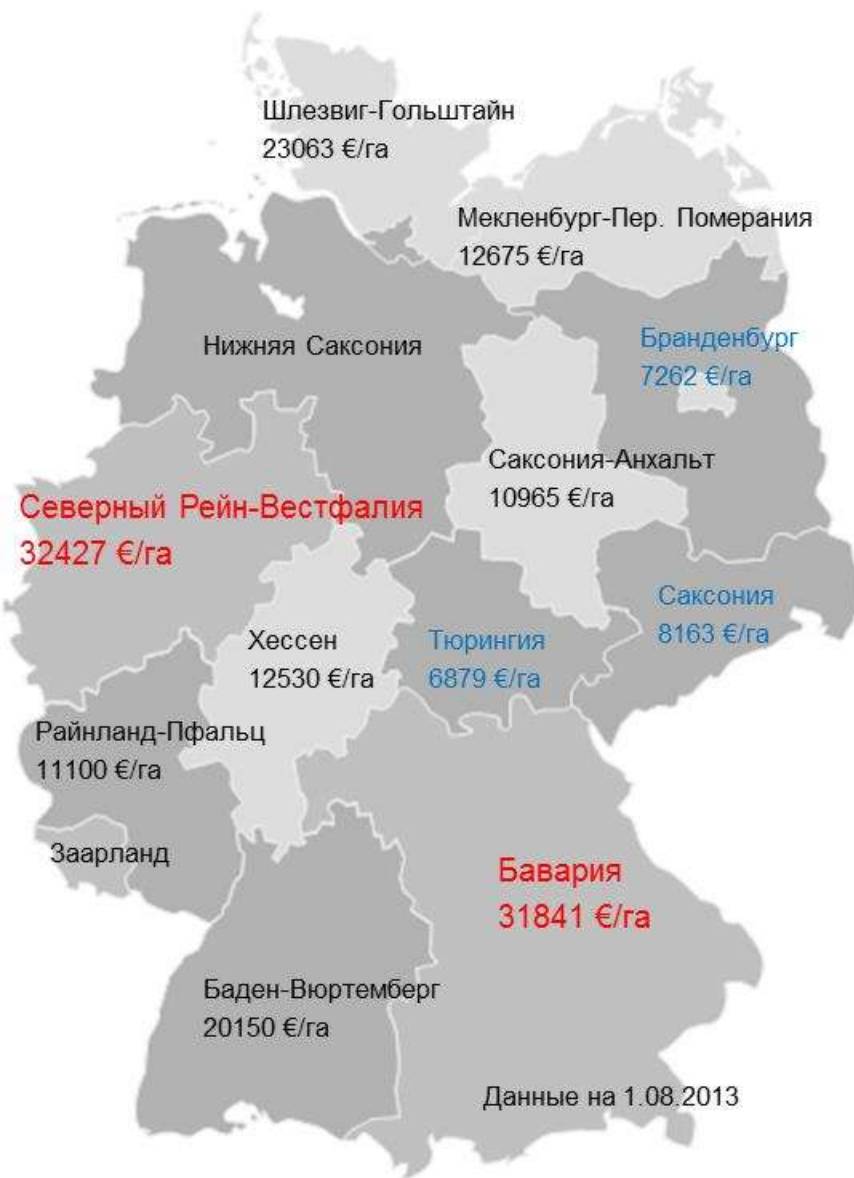 Шлезвиг-Гольштайн
23063 €/га
Мекленбург-Пер. Померания
12675 €/га
Нижняя Саксония
Бранденбург
7262 €/га
Саксония-Анхальт
10965 €/га
Северный Рейн-Вестфалия
32427 €/га
Хессен
12530 €/га
Тюрингия
6879 €/га
Саксония
8163 €/га
Райнланд-Пфальц
11100 €/га
Заарланд
Бавария
31841 €/га
Баден-Вюртемберг
20150 €/га
Данные на 1.08.2013